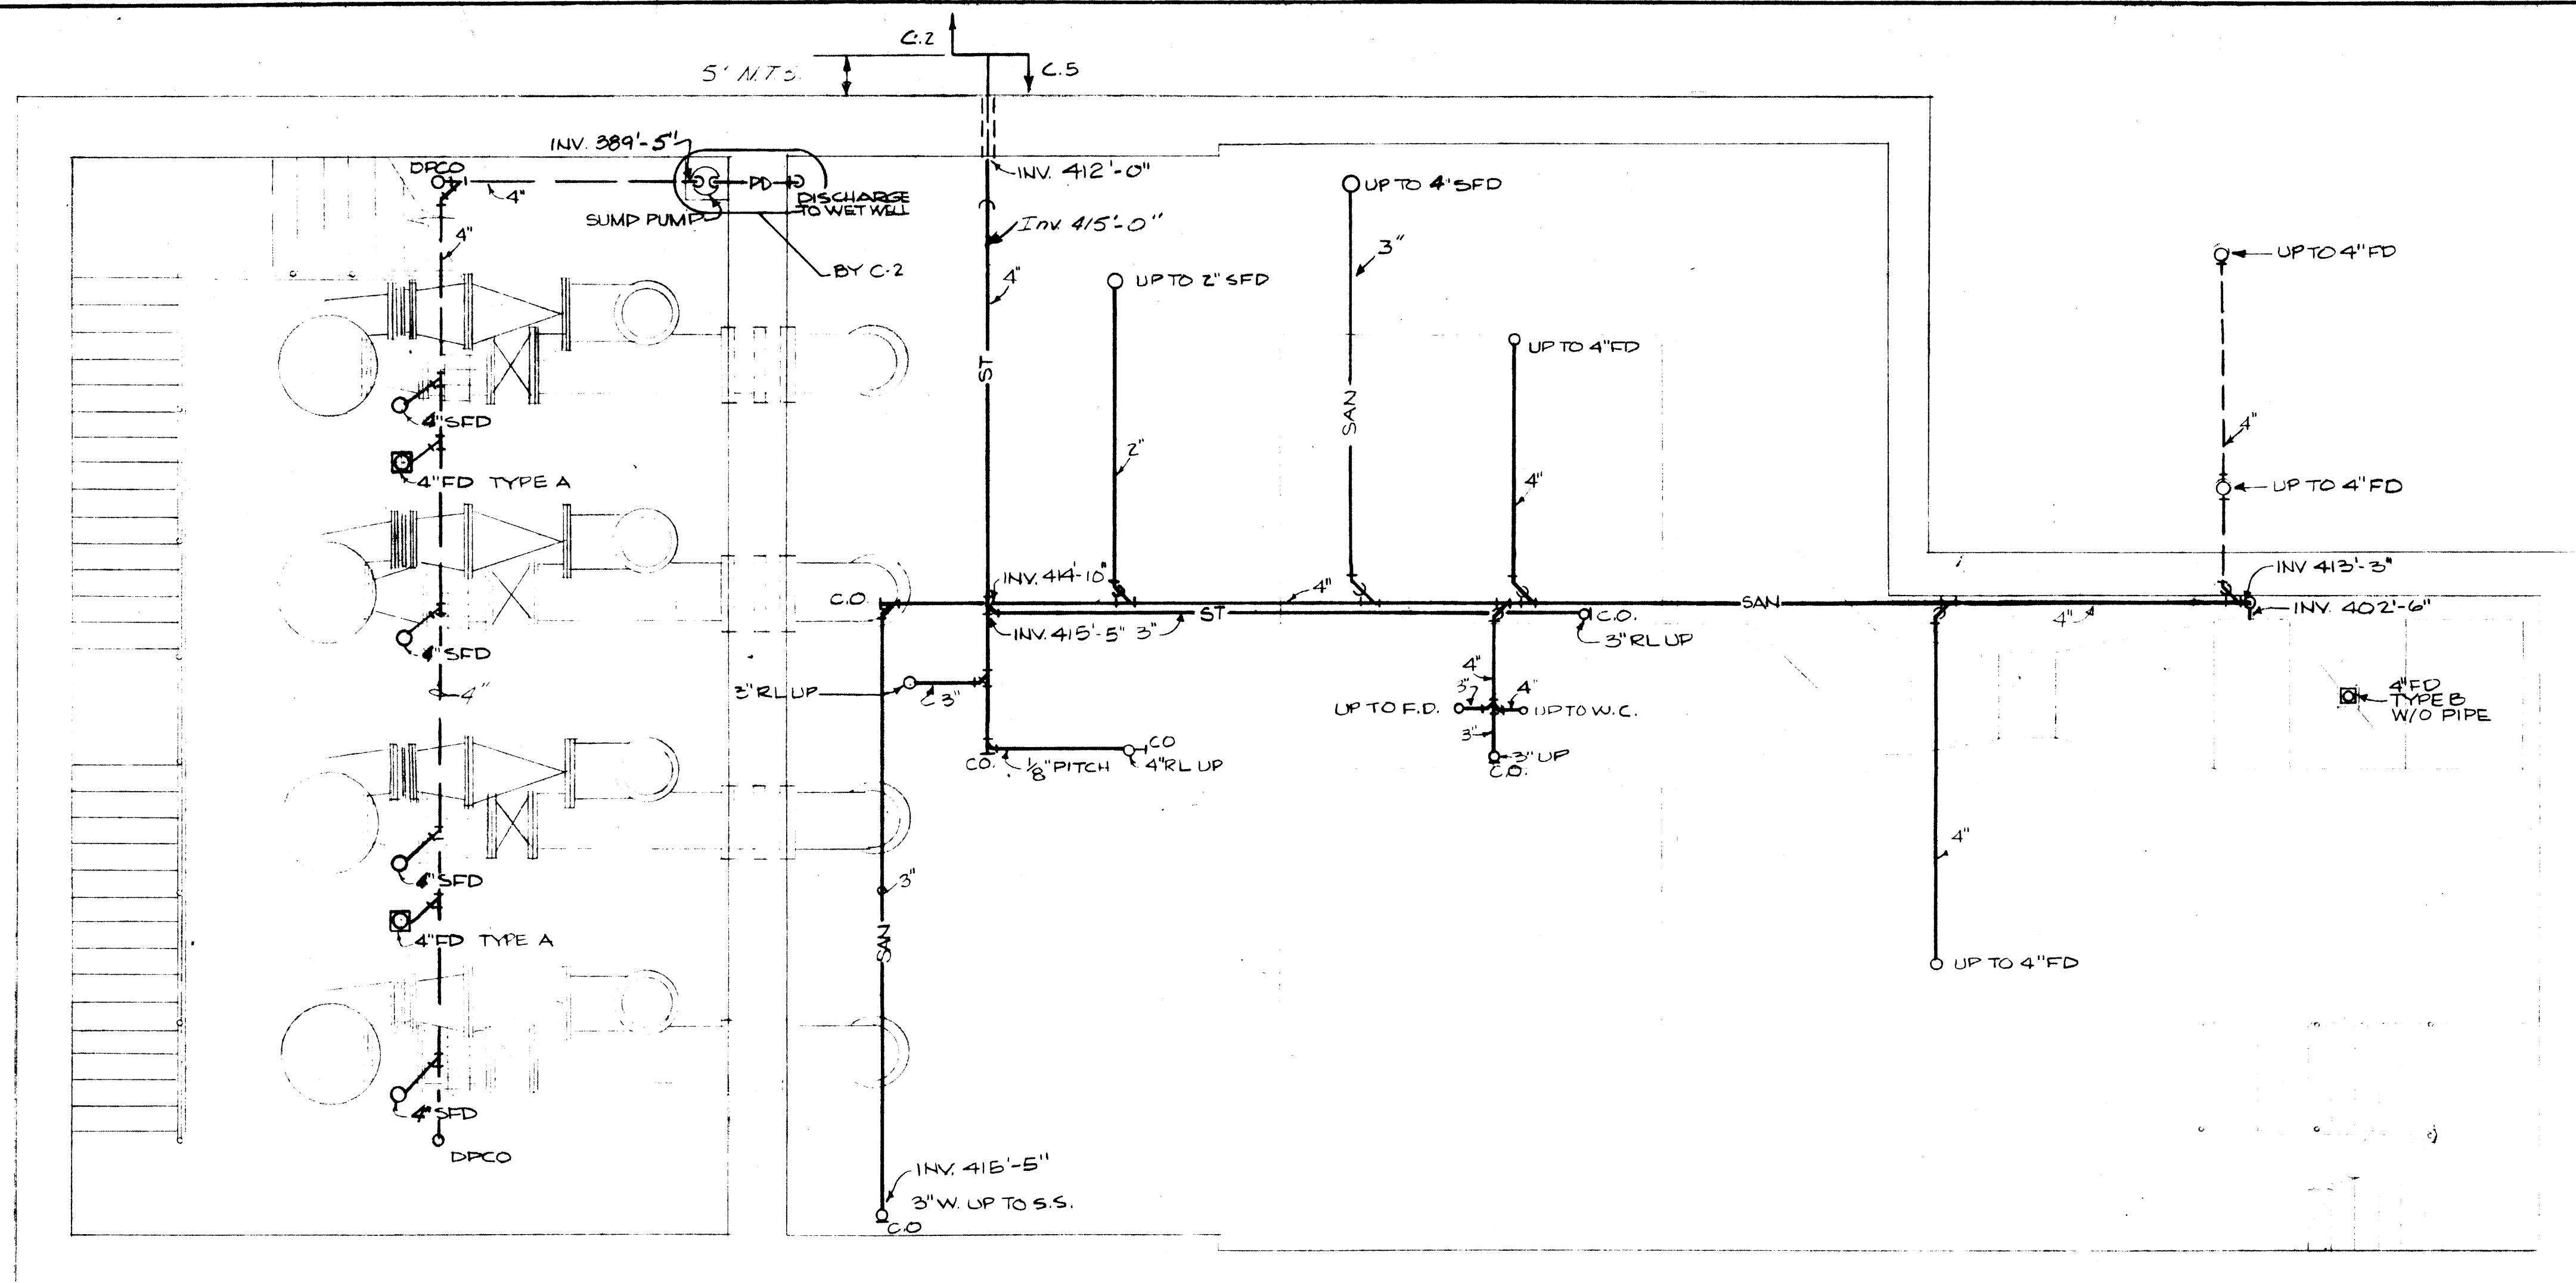 C.2
5' N.T.S.
C.5
INV. 389'-5"
DPCO
4"
PD
DISCHARGE
TO WET WELL
SUMP PUMP
BY C-2
INV. 412'-0"
Inv. 415'-0"
4"
4"
ST
UP TO 2" SFD
2"
UP TO 4" SFD
3"
SAN
UP TO 4" FD
4"
UP TO 4" FD
4"
UP TO 4" FD
4" SFD
4" FD TYPE A
INV. 414'-10"
C.O.
4"
SAN
INV 413'-3"
INV. 402'-6"
4"
INV. 415'-5" 3"
ST
C.O.
3" RL UP
4" SFD
4"
3" RL UP
3"
4"
3"
4"
UP TO F.D.
UP TO W.C.
3"
3" UP
C.O.
4" FD
TYPE B
W/O PIPE
CO
CO.
1/8" PITCH
4" RL UP
4"
4" SFD
3"
4" FD TYPE A
SAN
UP TO 4" FD
4" SFD
DPCO
INV. 415'-5"
3" W. UP TO S.S.
C.O